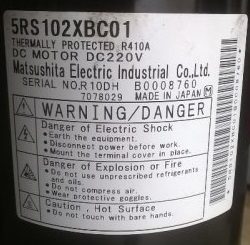 5RS102XBC01
THERMALLY PROTECTED R410A
DC MOTOR DC220V
Matsushita Electric Industrial Co.,Ltd.
SERIAL NO.R10DH B0008760
7078029 MADE IN JAPAN
WARNING/DANGER
Danger of Electric Shock
•Earth the equipment.
•Disconnect power before work.
•Mount the terminal cover in place.
Danger of Explosion or Fire
•Do not use unprescribed refrigerants
and oils.
•Do not compress air.
•Wear protective goggles.
Caution, Hot Surface
•Do not touch with bare hands.